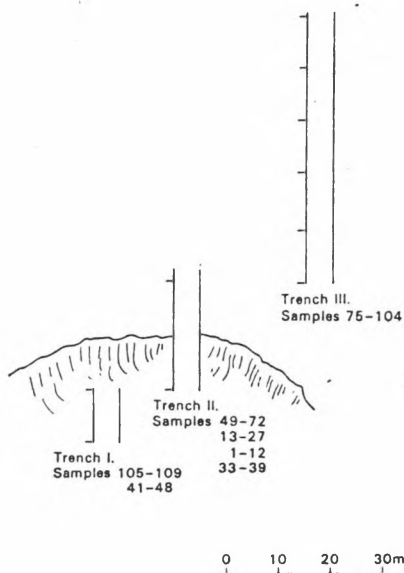 Trench III.
Samples 75-104
Trench II.
Samples 49-72
13-27
1-12
33-39
Trench I.
Samples 105-109
41-48
0 10 20 30m